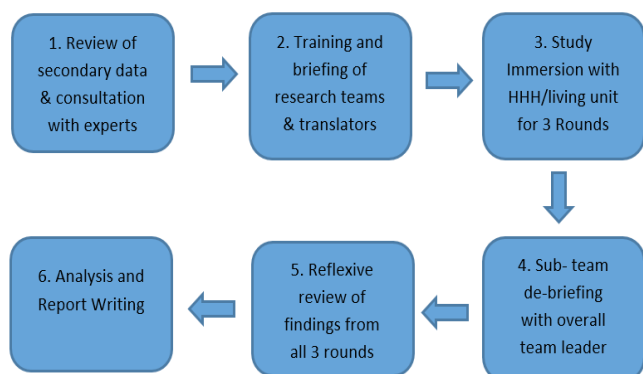 1. Review of
secondary data
& consultation
with experts
2. Training and
briefing of
research teams
& translators
3. Study
Immersion with
HHH/living unit
for 3 Rounds
4. Sub- team
de-briefing
with overall
team leader
5. Reflexive
review of
findings from
all 3 rounds
6. Analysis and
Report Writing